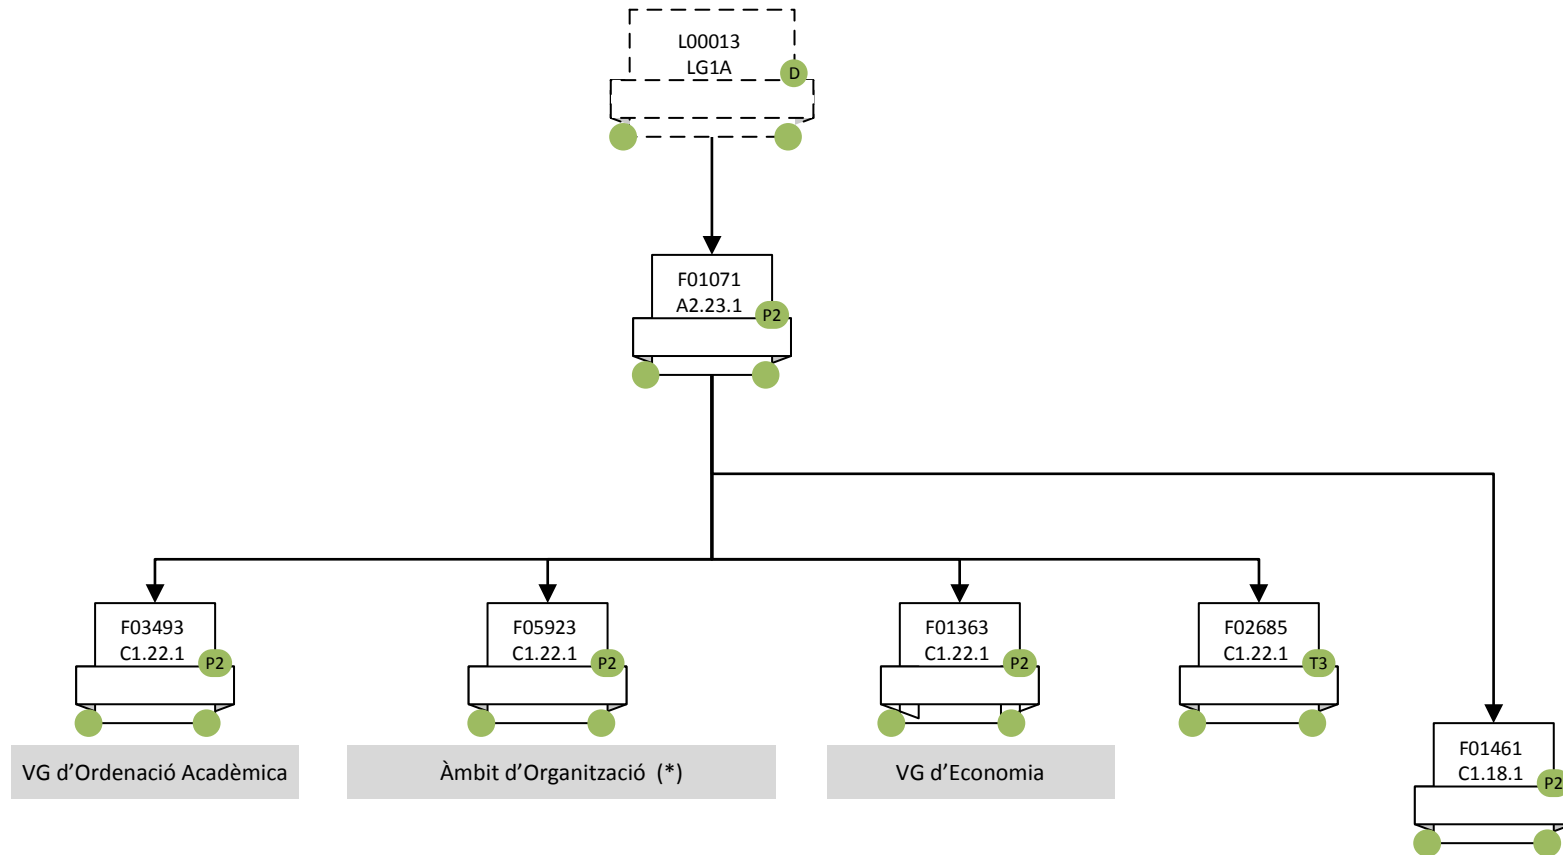 L00013
LG1A
D
F01071
A2.23.1
P2
F03493
C1.22.1
P2
F05923
C1.22.1
P2
F01363
C1.22.1
P2
F02685
C1.22.1
T3
VG d’Ordenació Acadèmica
Àmbit d’Organització (*)
VG d’Economia
F01461
C1.18.1
P2